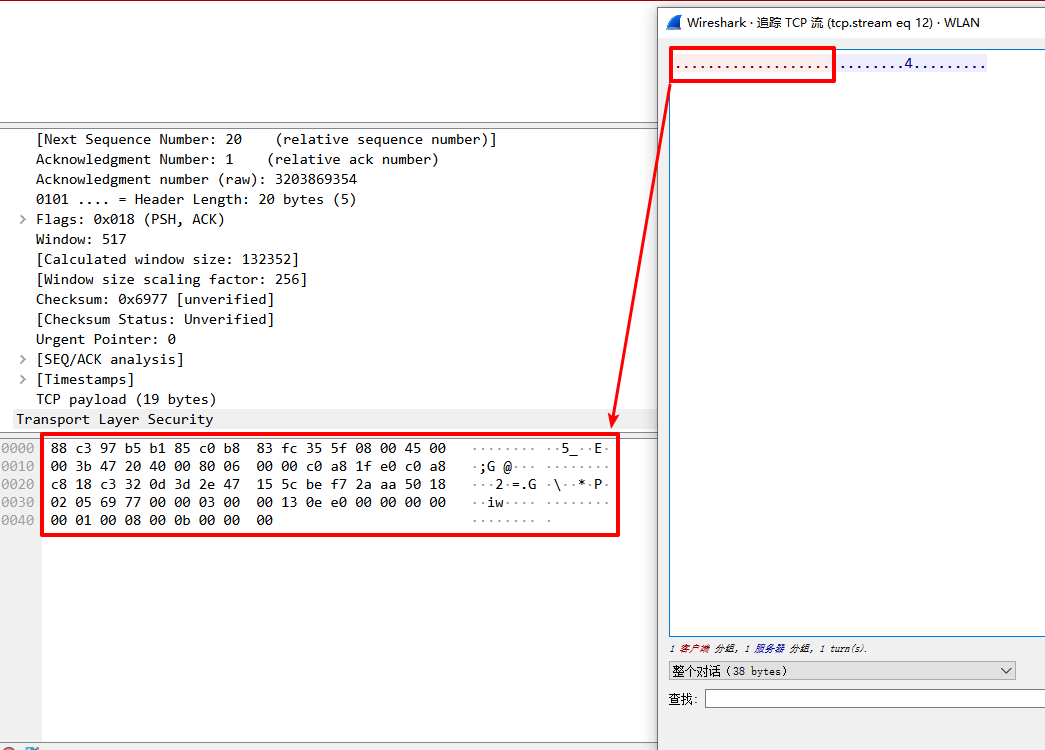 Wireshark · 追踪 TCP 流 (tcp.stream eq 12) · WLAN
...................  ........4..........
[Next Sequence Number: 20    (relative sequence number)]
Acknowledgment Number: 1    (relative ack number)
Acknowledgment number (raw): 3203869354
0101 .... = Header Length: 20 bytes (5)
Flags: 0x018 (PSH, ACK)
Window: 517
[Calculated window size: 132352]
[Window size scaling factor: 256]
Checksum: 0x6977 [unverified]
[Checksum Status: Unverified]
Urgent Pointer: 0
[SEQ/ACK analysis]
[Timestamps]
TCP payload (19 bytes)
Transport Layer Security
0000 88 c3 97 b5 b1 85 c0 b8 83 fc 35 5f 08 00 45 00 ········ ··5_··E·
0010 00 3b 47 20 40 00 80 06 00 00 c0 a8 1f e0 c0 a8 ·;G @··· ········
0020 c8 18 c3 32 0d 3d 2e 47 15 5c be f7 2a aa 50 18 ···2·=.G ·\··*·P·
0030 02 05 69 77 00 00 03 00 00 13 0e e0 00 00 00 00 ··iw···· ········
0040 00 01 00 08 00 0b 00 00 00 ········ ·
1 客户端 分组, 1 服务器 分组, 1 turn(s).
整个对话 (38 bytes)
查找: